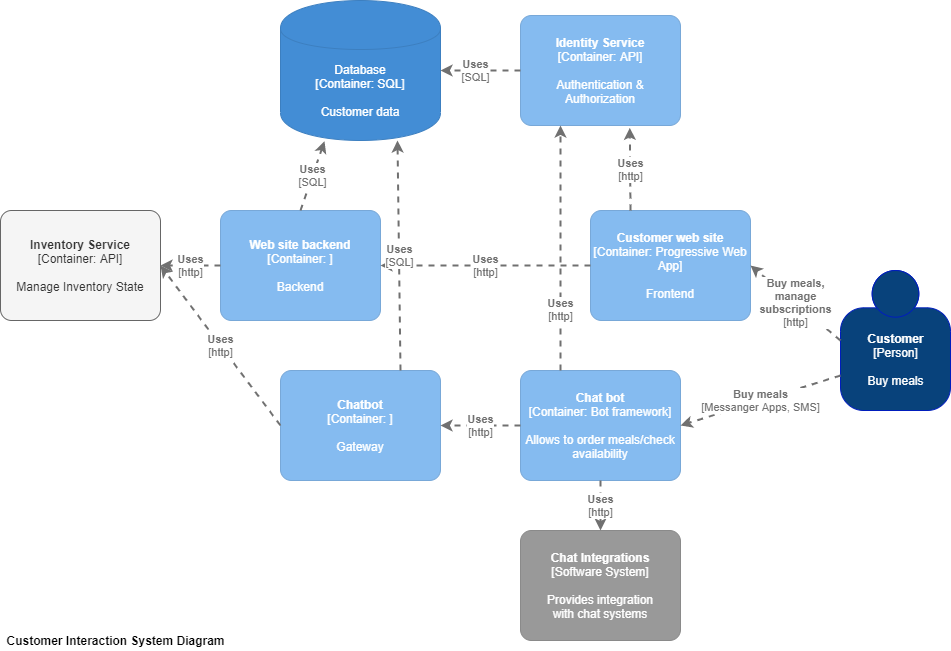 Database
[Container: SQL]
Customer data
Identity Service
[Container: API]
Authentication &
Authorization
Uses
[SQL]
Uses
[SQL]
Uses
[http]
Inventory Service
[Container: API]
Manage Inventory State
Uses
[http]
Web site backend
[Container: ]
Backend
Uses
[SQL]
Uses
[http]
Customer web site
[Container: Progressive Web
App]
Frontend
Buy meals,
manage
subscriptions
[http]
Customer
[Person]
Buy meals
Uses
[http]
Uses
[http]
Chatbot
[Container: ]
Gateway
Uses
[http]
Chat bot
[Container: Bot framework]
Allows to order meals/check
availability
Buy meals
[Messanger Apps, SMS]
Uses
[http]
Chat Integrations
[Software System]
Provides integration
with chat systems
Customer Interaction System Diagram